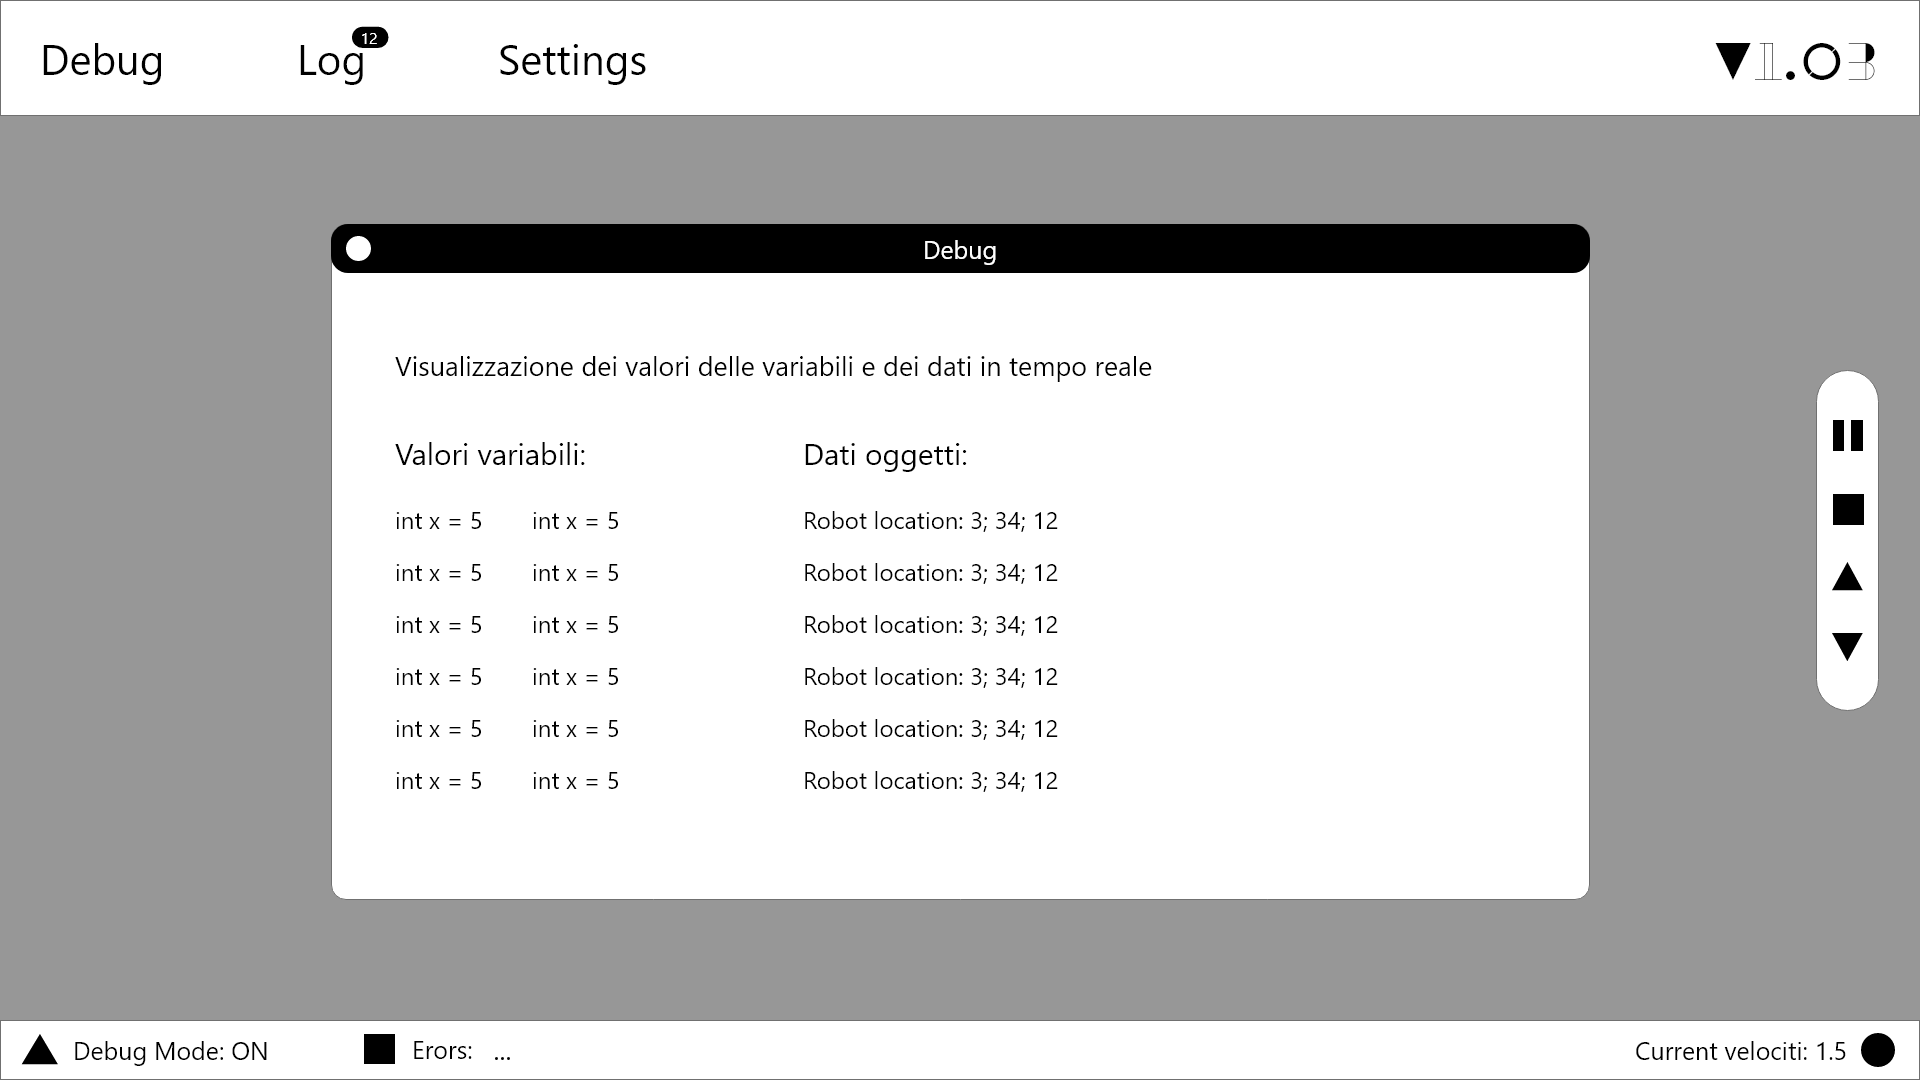 Debug Log 12 Settings V1.03
Debug
Visualizzazione dei valori delle variabili e dei dati in tempo reale
Valori variabili: Dati oggetti:
int x = 5 int x = 5 Robot location: 3; 34; 12
int x = 5 int x = 5 Robot location: 3; 34; 12
int x = 5 int x = 5 Robot location: 3; 34; 12
int x = 5 int x = 5 Robot location: 3; 34; 12
int x = 5 int x = 5 Robot location: 3; 34; 12
int x = 5 int x = 5 Robot location: 3; 34; 12
Debug Mode: ON Erors: ... Current velociti: 1.5